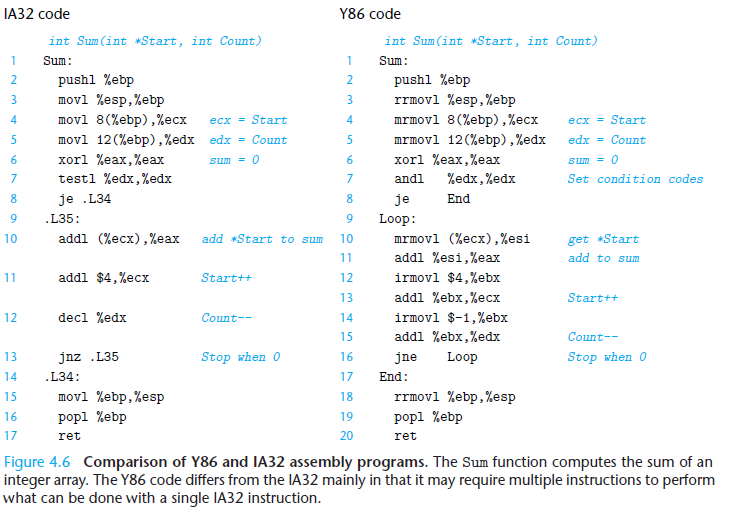 IA32 code Y86 code
int Sum(int *Start, int Count) int Sum(int *Start, int Count)
1 Sum: 1 Sum:
2 pushl %ebp 2 pushl %ebp
3 movl %esp,%ebp 3 rrmovl %esp,%ebp
4 movl 8(%ebp),%ecx ecx = Start 4 mrmovl 8(%ebp),%ecx ecx = Start
5 movl 12(%ebp),%edx edx = Count 5 mrmovl 12(%ebp),%edx edx = Count
6 xorl %eax,%eax sum = 0 6 xorl %eax,%eax sum = 0
7 testl %edx,%edx 7 andl %edx,%edx Set condition codes
8 je .L34 8 je End
9 .L35: 9 Loop:
10 addl (%ecx),%eax add *Start to sum 10 mrmovl (%ecx),%esi get *Start
11 addl %esi,%eax add to sum
11 addl $4,%ecx Start++ 12 irmovl $4,%ebx
13 addl %ebx,%ecx Start++
12 decl %edx Count-- 14 irmovl $-1,%ebx
15 addl %ebx,%edx Count--
13 jnz .L35 Stop when 0 16 jne Loop Stop when 0
14 .L34: 17 End:
15 movl %ebp,%esp 18 rrmovl %ebp,%esp
16 popl %ebp 19 popl %ebp
17 ret 20 ret
Figure 4.6 Comparison of Y86 and IA32 assembly programs. The Sum function computes the sum of an
integer array. The Y86 code differs from the IA32 mainly in that it may require multiple instructions to perform
what can be done with a single IA32 instruction.